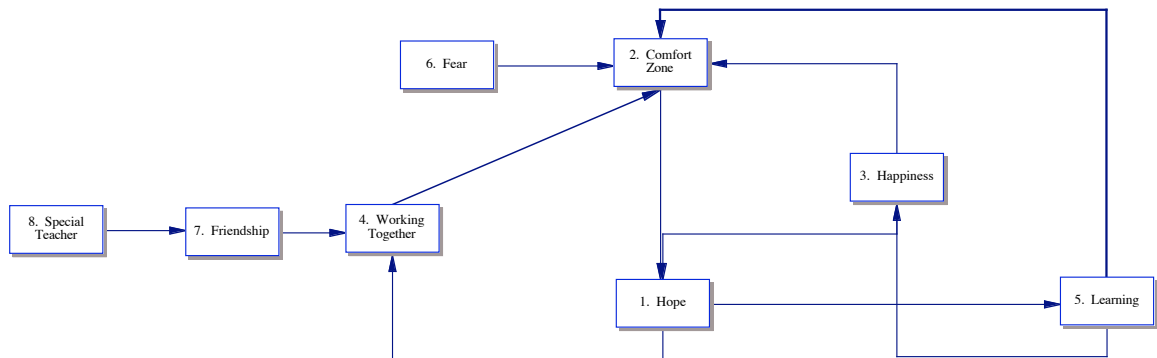 2. Comfort
Zone
6. Fear
3. Happiness
8. Special
Teacher
7. Friendship
4. Working
Together
1. Hope
5. Learning